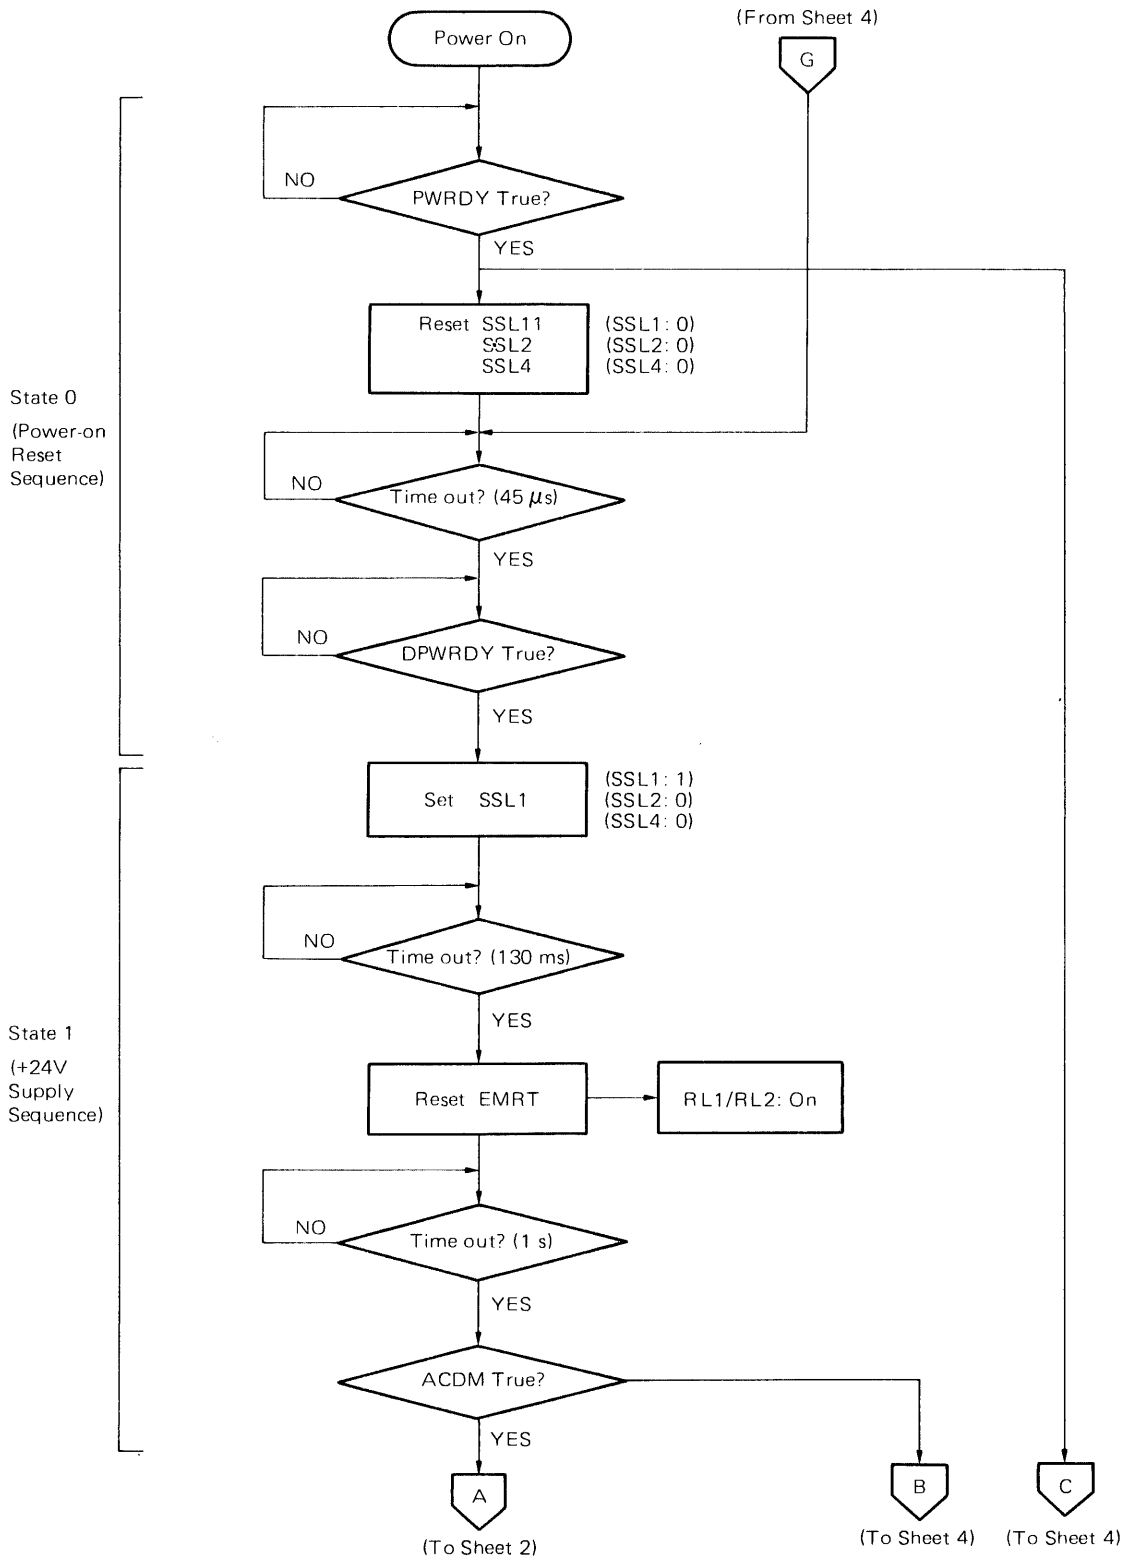 (From Sheet 4)
Power On
G
NO
PWRDY True?
YES
Reset SSL11
SSL2
SSL4
(SSL1: 0)
(SSL2: 0)
(SSL4: 0)
State 0
(Power-on
Reset
Sequence)
NO
Time out? (45 μs)
YES
NO
DPWRDY True?
YES
Set SSL1
(SSL1: 1)
(SSL2: 0)
(SSL4: 0)
NO
Time out? (130 ms)
YES
State 1
(+24V
Supply
Sequence)
Reset EMRT
RL1/RL2: On
NO
Time out? (1 s)
YES
ACDM True?
YES
A
B
C
(To Sheet 2)
(To Sheet 4)
(To Sheet 4)